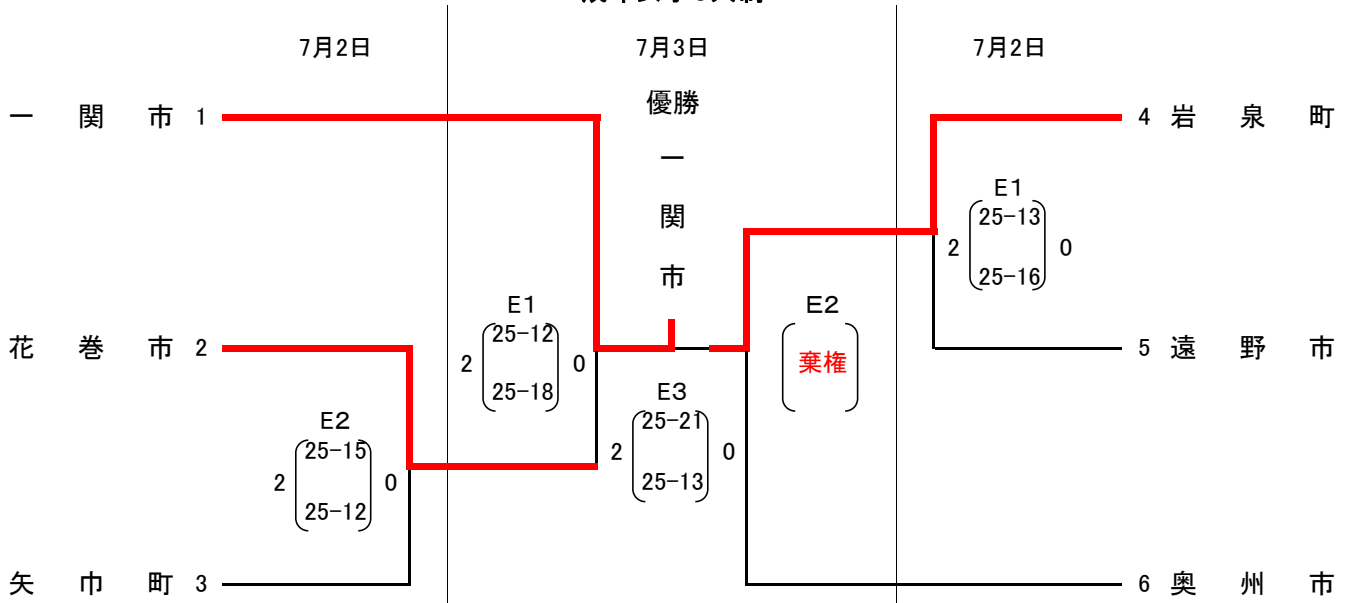 7月2日 7月3日 7月2日
優勝
一関市
一関市 1
花巻市 2
矢巾町 3
4 岩泉町
5 遠野市
6 奥州市
E2
2 25-15 0
25-12
E1
2 25-12 0
25-18
E3
2 25-21 0
25-13
E2
棄権
E1
2 25-13 0
25-16